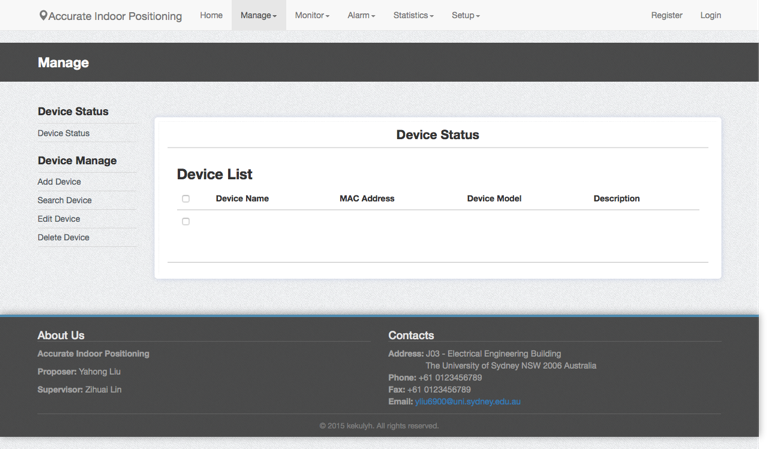 Accurate Indoor Positioning Home Manage Monitor Alarm Statistics Setup Register Login
Manage
Device Status
Device Status
Device Manage
Add Device
Search Device
Edit Device
Delete Device
Device Status
Device List
Device Name MAC Address Device Model Description
About Us
Accurate Indoor Positioning
Proposer: Yahong Liu
Supervisor: Zihuai Lin
Contacts
Address: J03 - Electrical Engineering Building
The University of Sydney NSW 2006 Australia
Phone: +61 0123456789
Fax: +61 0123456789
Email: yliu6900@uni.sydney.edu.au
© 2015 kekulyh. All rights reserved.